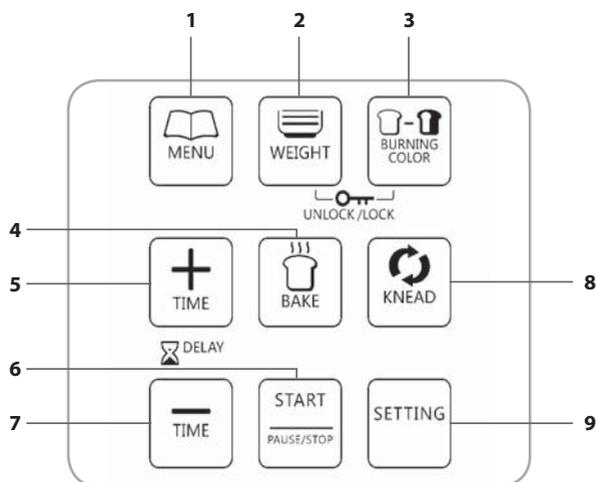 1 2 3
MENU
WEIGHT
BURNING
COLOR
UNLOCK/LOCK
4
5
TIME
BAKE
KNEAD
8
DELAY
6
7
TIME
START
PAUSE/STOP
SETTING
9